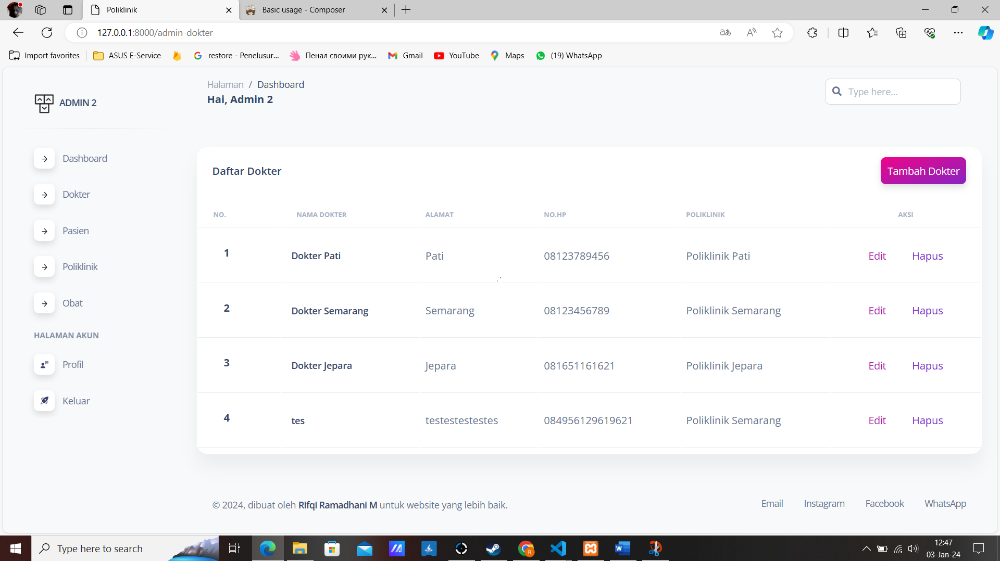 Poliklinik
Basic usage - Composer
127.0.0.1:8000/admin-dokter
Import favorites
ASUS E-Service
restore - Penelusur...
Пенал своими рук...
Gmail
YouTube
Maps
(19) WhatsApp
ADMIN 2
Halaman / Dashboard
Hai, Admin 2
Type here...
Dashboard
Dokter
Pasien
Poliklinik
Obat
HALAMAN AKUN
Profil
Keluar
Daftar Dokter
Tambah Dokter
NO. NAMA DOKTER ALAMAT NO.HP POLIKLINIK AKSI
1 Dokter Pati Pati 08123789456 Poliklinik Pati Edit Hapus
2 Dokter Semarang Semarang 08123456789 Poliklinik Semarang Edit Hapus
3 Dokter Jepara Jepara 081651161621 Poliklinik Jepara Edit Hapus
4 tes testestestestes 084956129619621 Poliklinik Semarang Edit Hapus
© 2024, dibuat oleh Rifqi Ramadhani M untuk website yang lebih baik.
Email Instagram Facebook WhatsApp
Type here to search
12:47
03-Jan-24